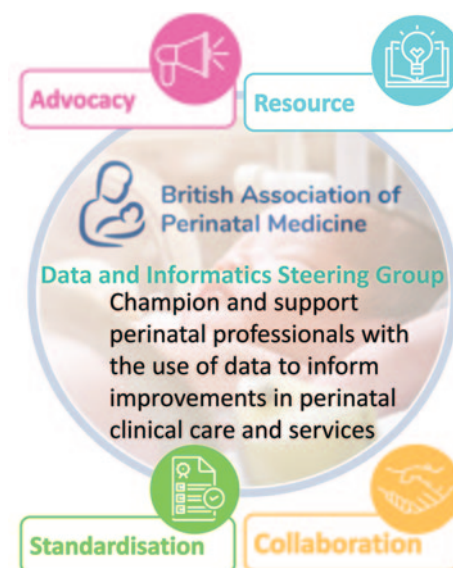 Advocacy
Resource
British Association of
Perinatal Medicine
Data and Informatics Steering Group
Champion and support
perinatal professionals with
the use of data to inform
improvements in perinatal
clinical care and services
Standardisation
Collaboration